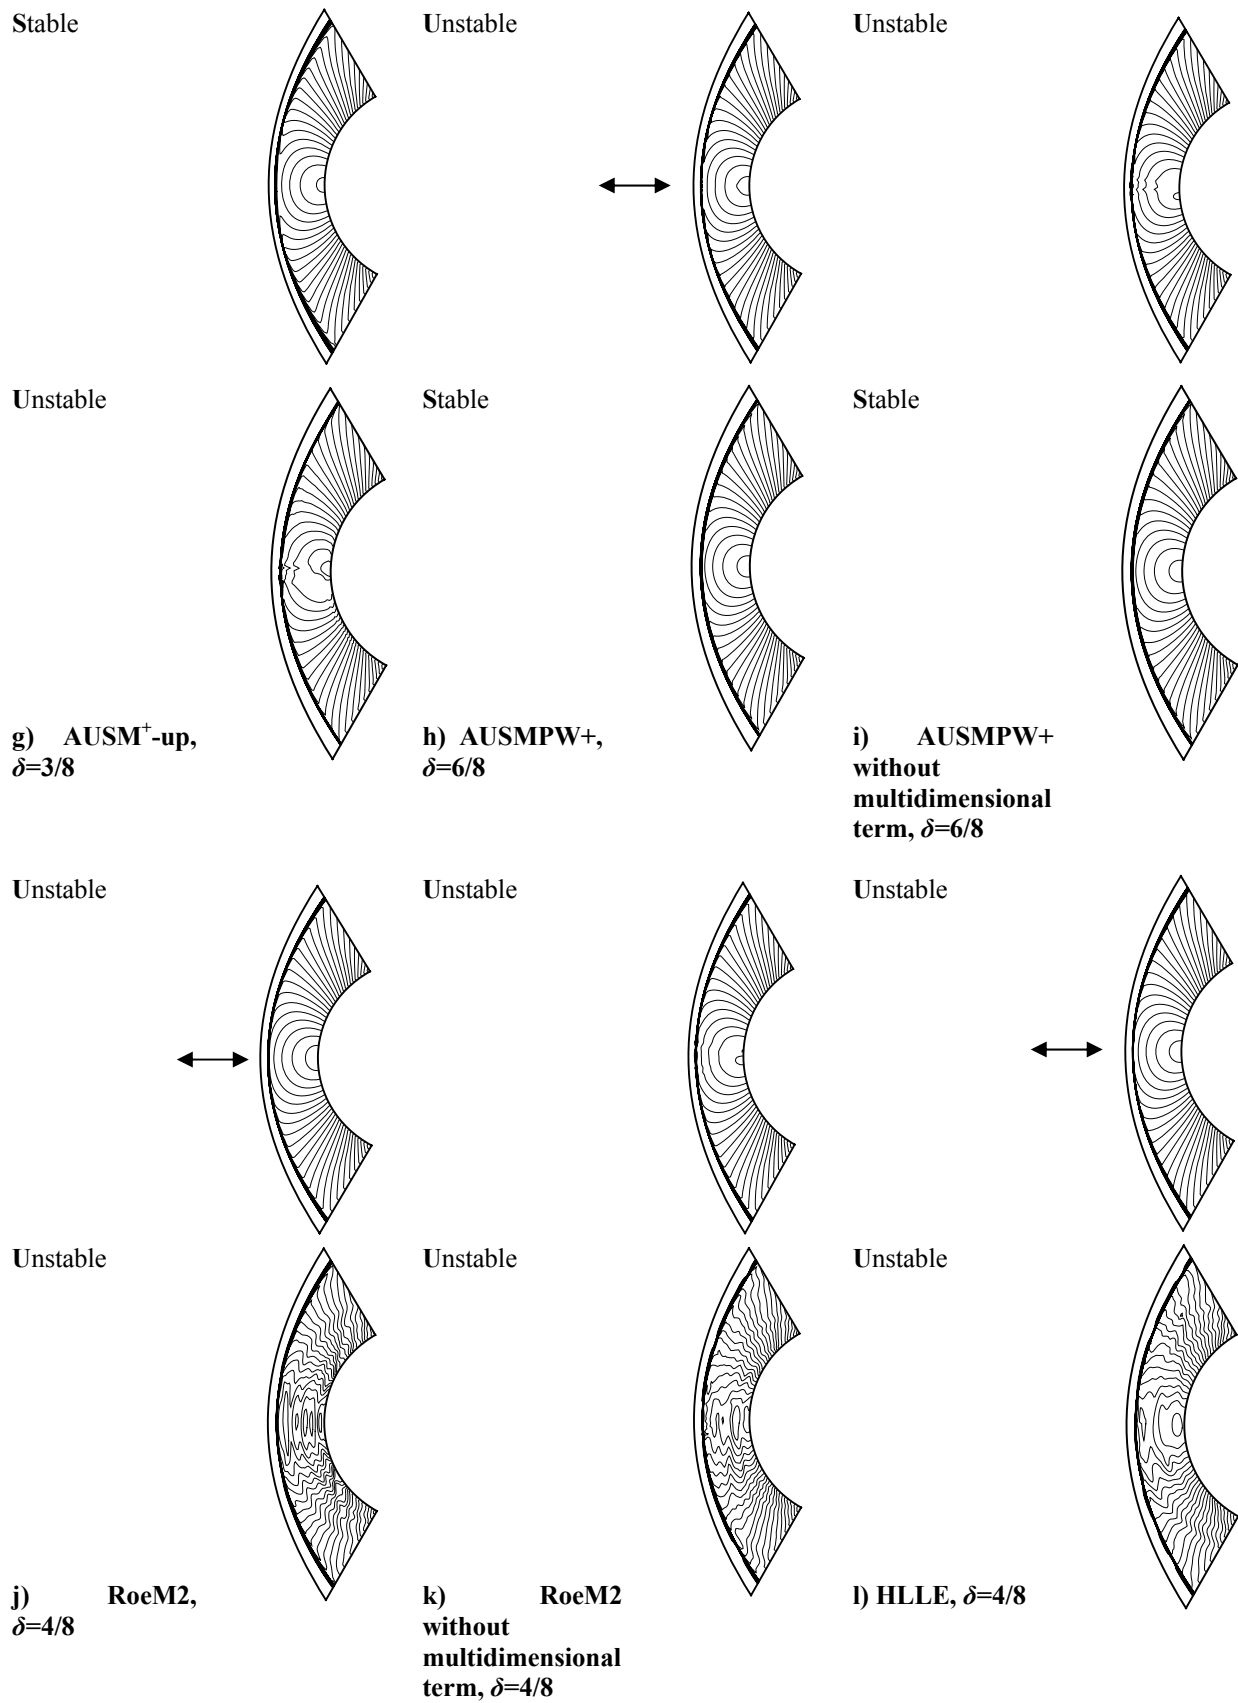 Stable
Unstable
Unstable
Unstable
Stable
Stable
g) AUSM⁺-up,
δ=3/8
h) AUSMPW+,
δ=6/8
i) AUSMPW+
without
multidimensional
term, δ=6/8
Unstable
Unstable
Unstable
Unstable
Unstable
Unstable
j) RoeM2,
δ=4/8
k) RoeM2
without
multidimensional
term, δ=4/8
l) HLLE, δ=4/8